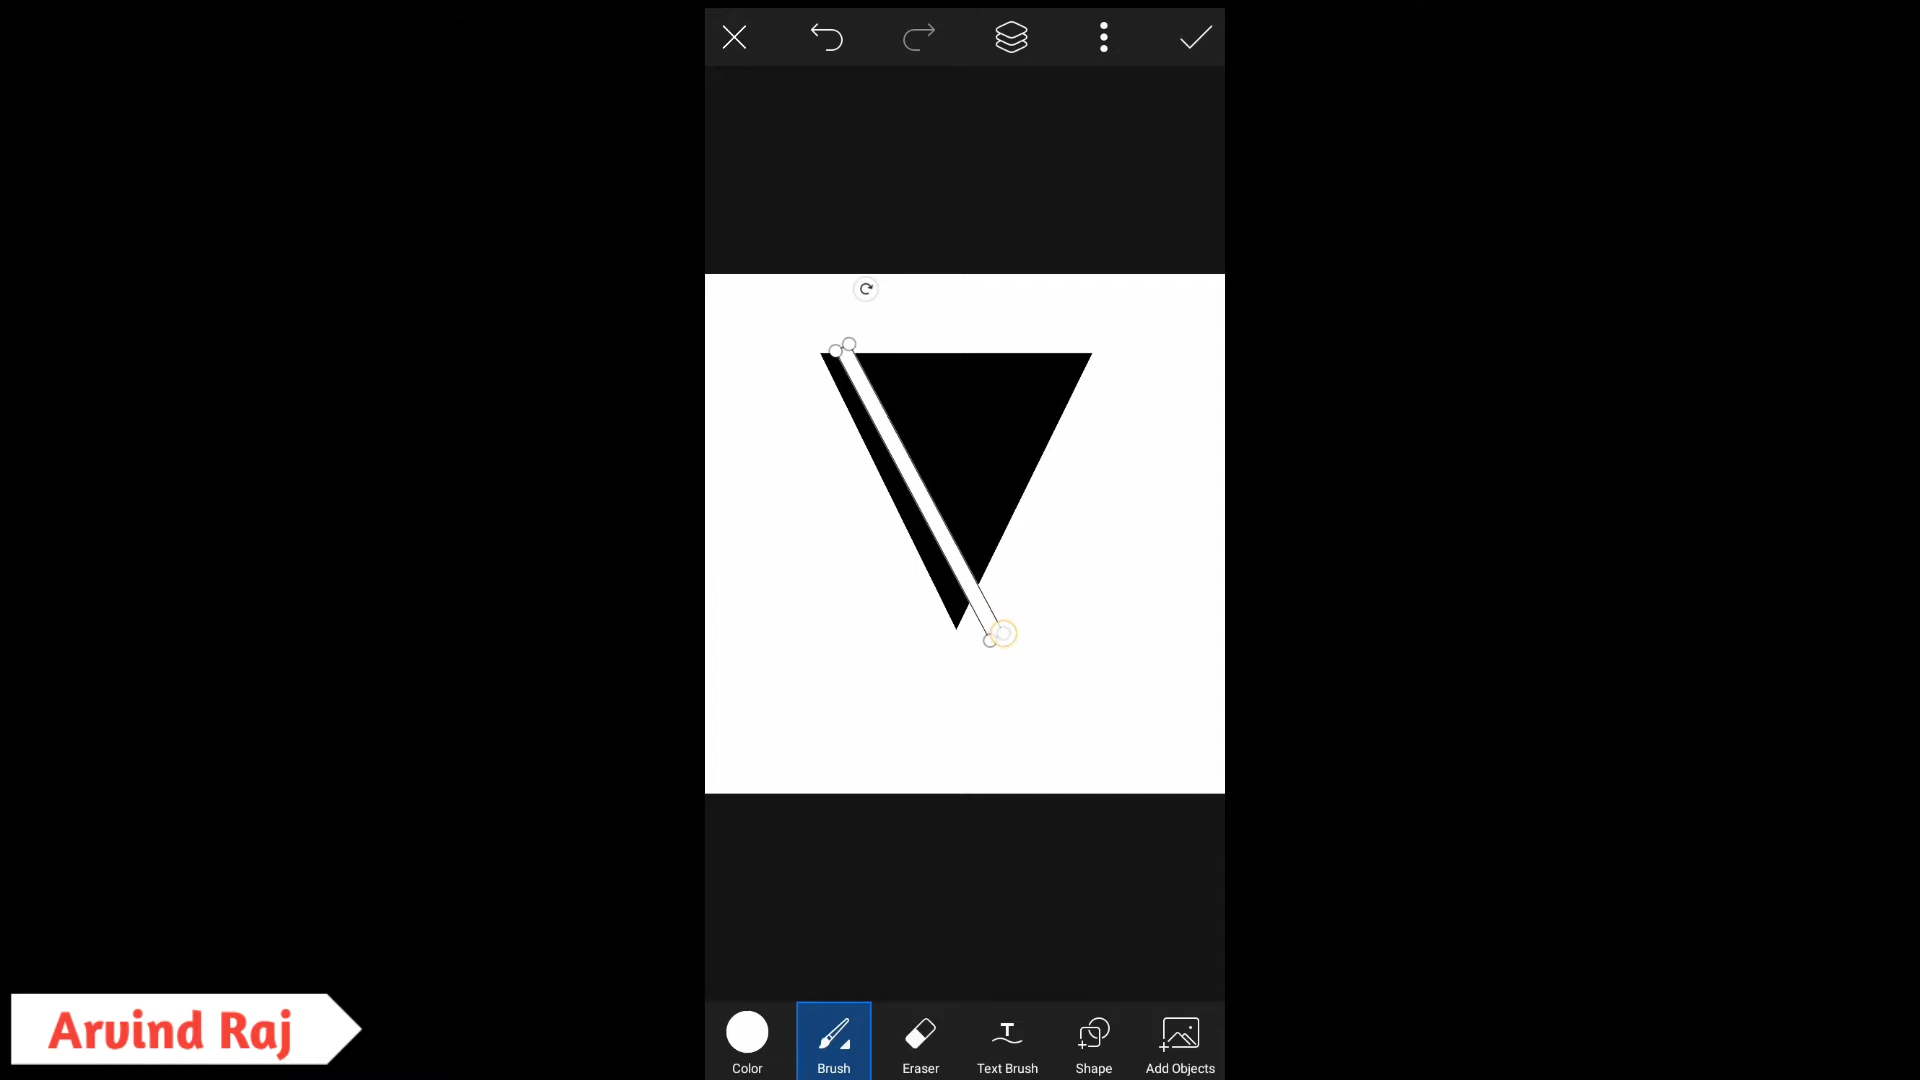 Arvind Raj
Color
Brush
Eraser
T
Text Brush
Shape
Add Objects